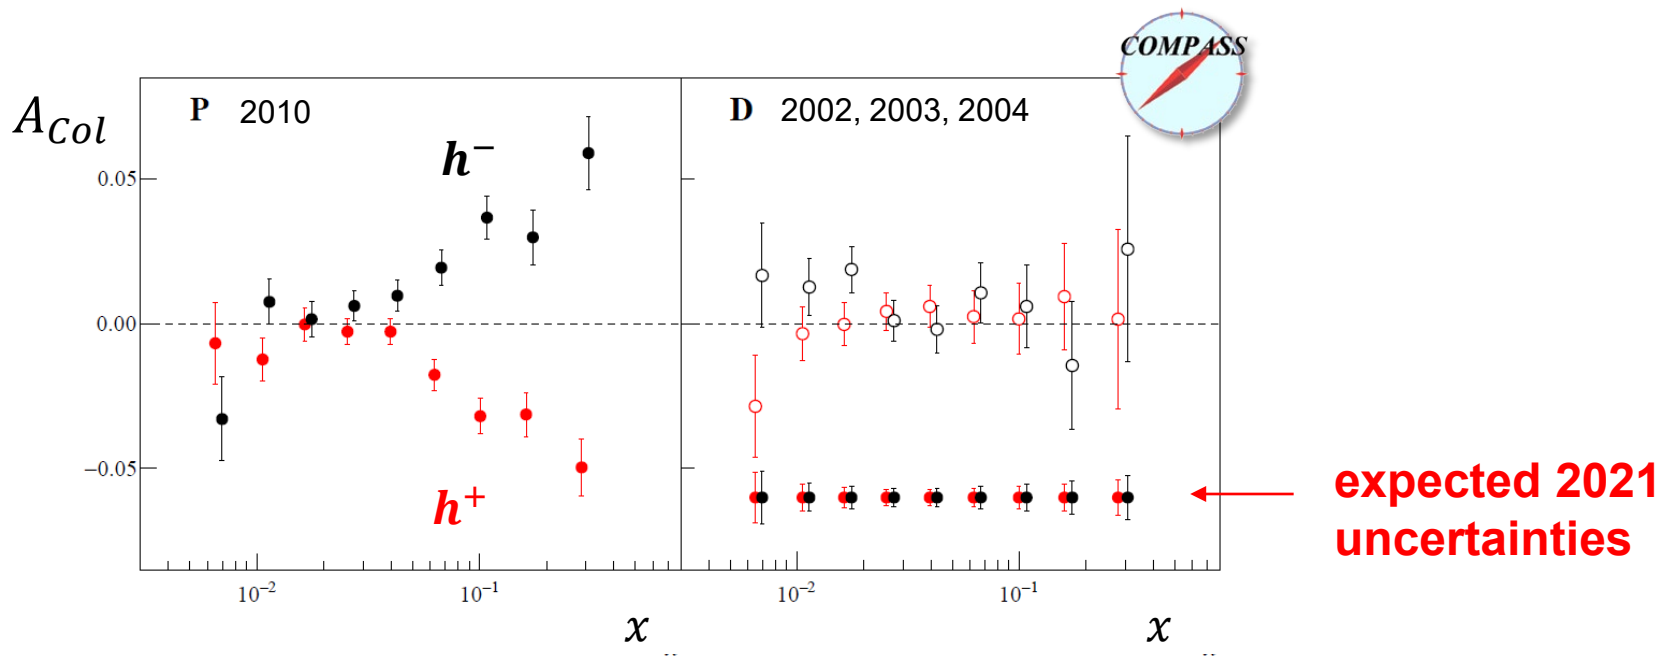 COMPASS
A_Col
P 2010
D 2002, 2003, 2004
h⁻
0.05
0.00
−0.05
h⁺
expected 2021
uncertainties
10⁻²
10⁻¹
10⁻²
10⁻¹
x
x